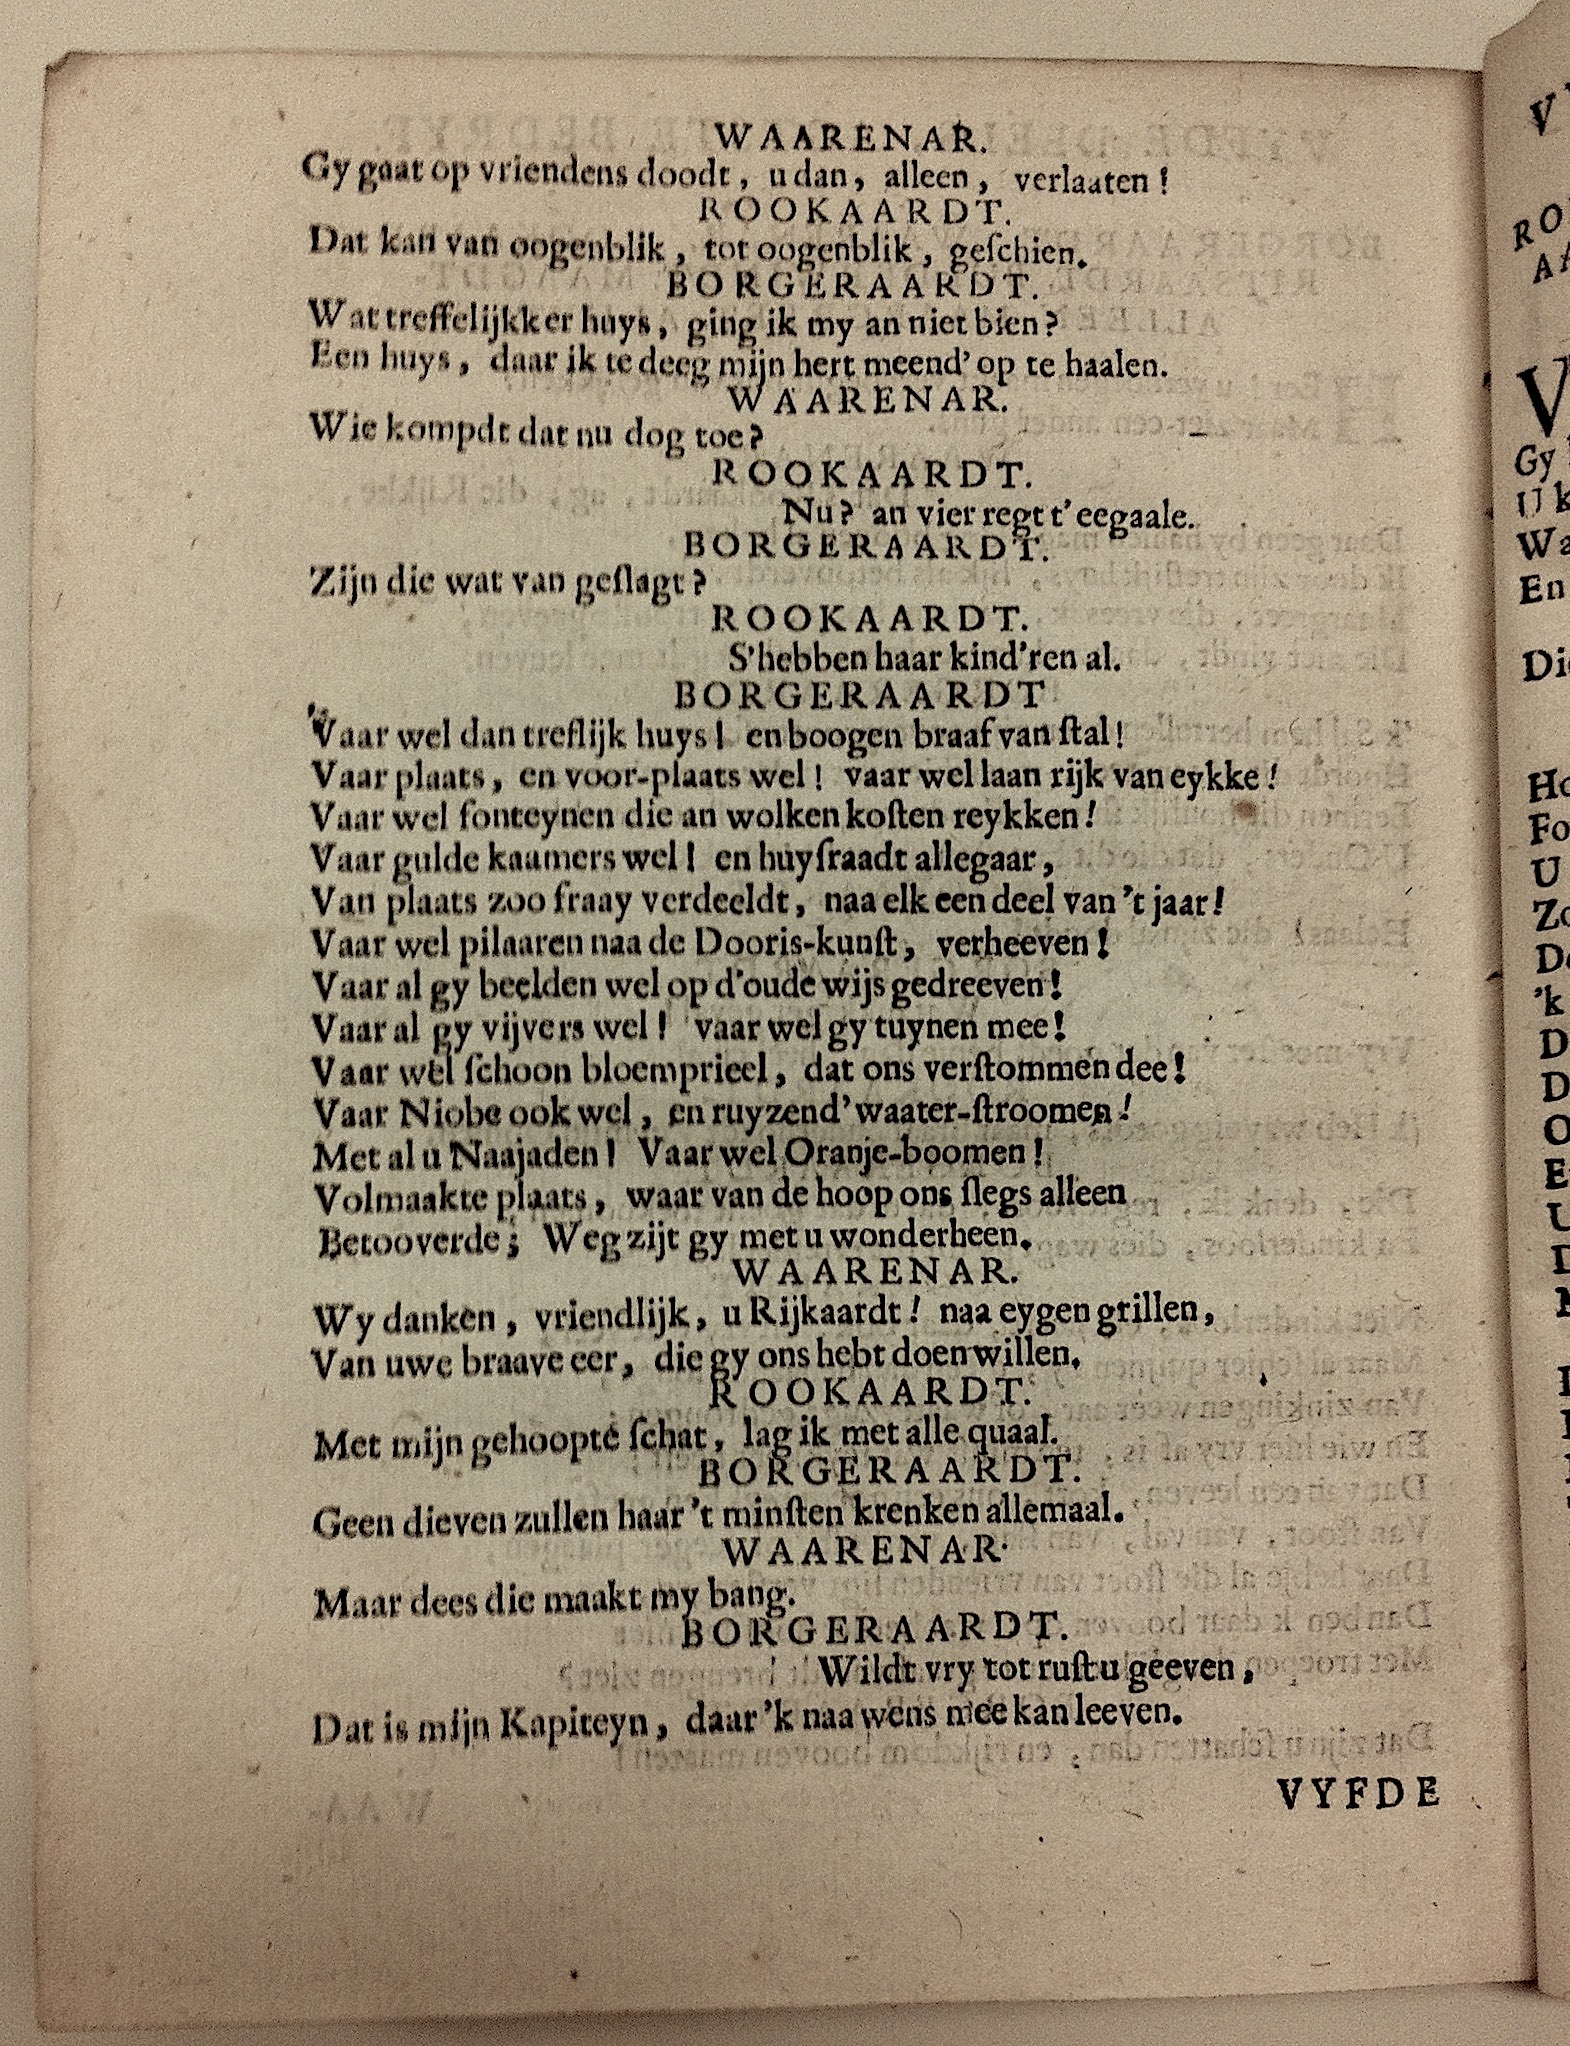 WAARENAR.
Gy gaat op vriendens doodt, u dan, alleen, verlaaten!
ROOKAARDT.
Dat kan van oogenblik, tot oogenblik, geſchien.
BORGERAARDT.
Wat treffelijkker huys, ging ik my an niet bien?
Een huys, daar ik te deeg mijn hert meend' op te haalen.
WAARENAR.
Wie kompdt dat nu dog toe?
ROOKAARDT.
Nu? an vier regt t'eegaale.
BORGERAARDT.
Zijn die wat van geſlagt?
ROOKAARDT.
S'hebben haar kind'ren al.
BORGERAARDT
Vaar wel dan treflijk huys! en boogen braaf van ſtal!
Vaar plaats, en voor-plaats wel! vaar wel laan rijk van eykke!
Vaar wel fonteynen die an wolken koſten reykken!
Vaar gulde kaamers wel! en huyſraadt allegaar,
Van plaats zoo fraay verdeeldt, naa elk een deel van 't jaar!
Vaar wel pilaaren naa de Dooris-kunſt, verheeven!
Vaar al gy beelden wel op d'oude wijs gedreeven!
Vaar al gy vijvers wel! vaar wel gy tuynen mee!
Vaar wel ſchoon bloemprieel, dat ons verſtommen dee!
Vaar Niobe ook wel, en ruyzend' waater-ſtroomen!
Met al u Naajaden! Vaar wel Oranje-boomen!
Volmaakte plaats, waar van de hoop ons ſlegs alleen
Betooverde; Weg zijt gy met u wonderheen.
WAARENAR.
Wy danken, vriendlijk, u Rijkaardt! naa eygen grillen,
Van uwe braave eer, die gy ons hebt doen willen.
ROOKAARDT.
Met mijn gehoopte ſchat, lag ik met alle quaal.
BORGERAARDT.
Geen dieven zullen haar 't minſten krenken allemaal.
WAARENAR.
Maar dees die maakt my bang.
BORGERAARDT.
Wildt vry tot ruſt u geeven,
Dat is mijn Kapiteyn, daar 'k naa wens mee kan leeven.
VYFDE